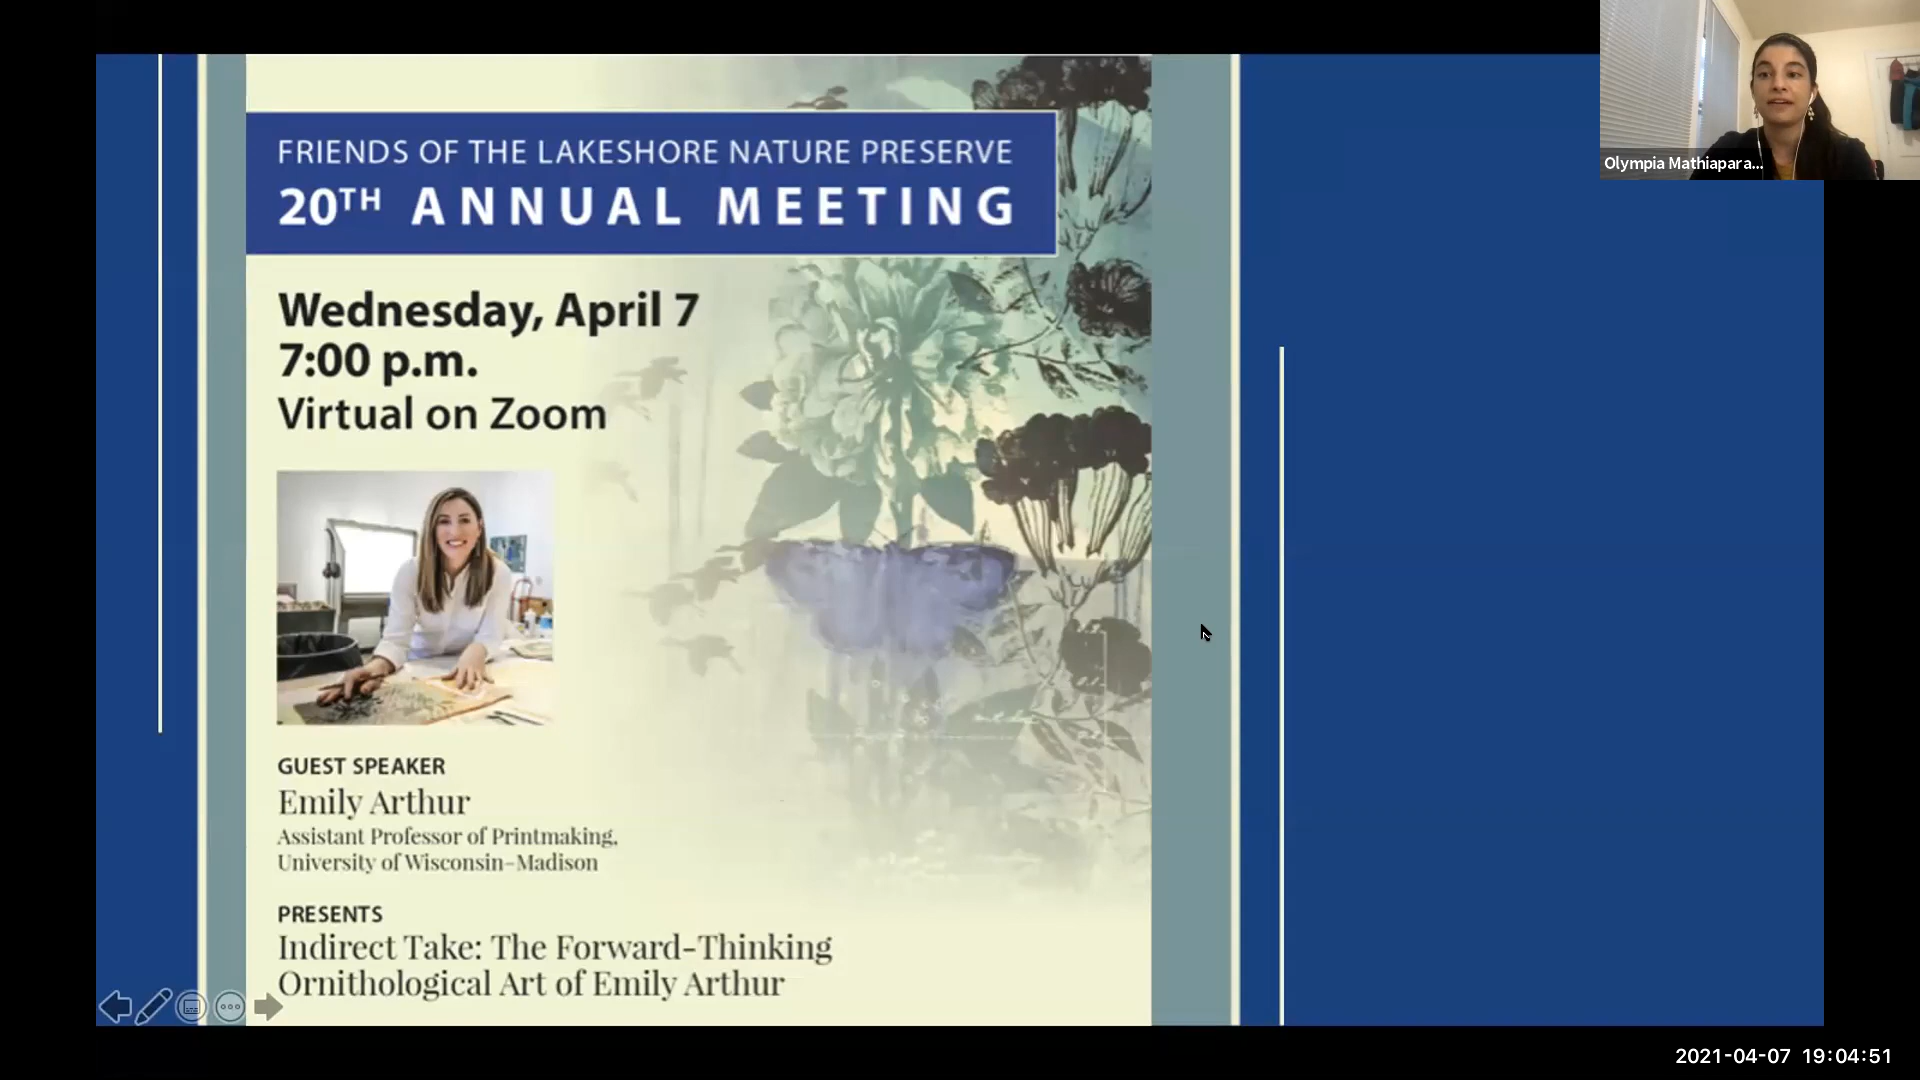 FRIENDS OF THE LAKESHORE NATURE PRESERVE
20TH ANNUAL MEETING
Wednesday, April 7
7:00 p.m.
Virtual on Zoom
GUEST SPEAKER
Emily Arthur
Assistant Professor of Printmaking,
University of Wisconsin–Madison
PRESENTS
Indirect Take: The Forward-Thinking
Ornithological Art of Emily Arthur
Olympia Mathiapara...
2021-04-07 19:04:51